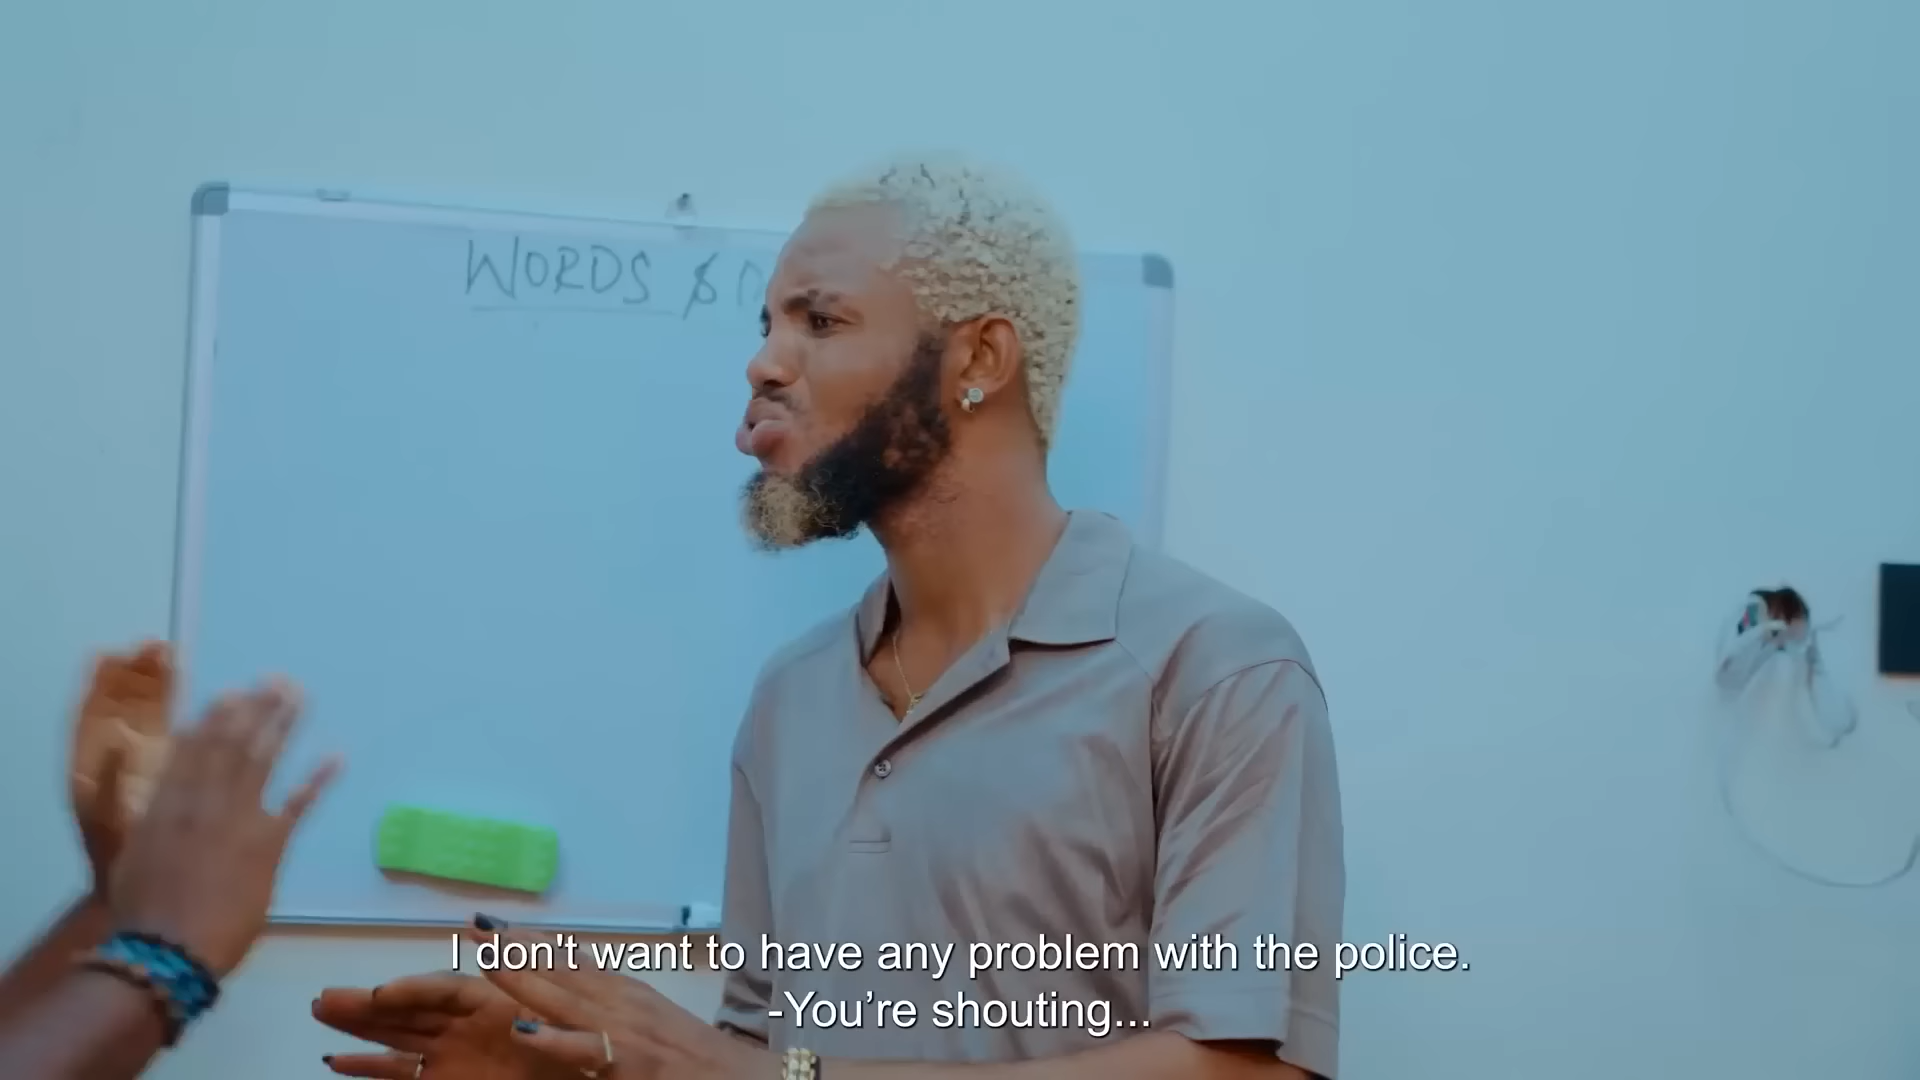 WORDS $
I don't want to have any problem with the police.
-You’re shouting...